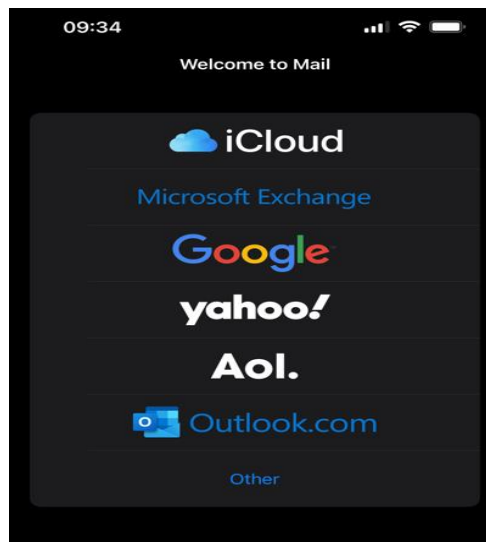 09:34
Welcome to Mail
iCloud
Microsoft Exchange
Google
yahoo!
Aol.
Outlook.com
Other